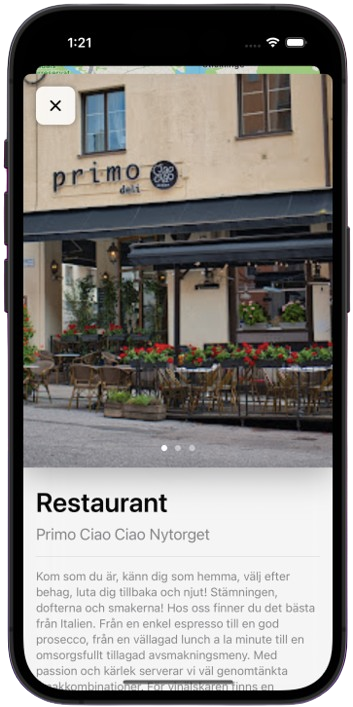 1:21
primo
deli
Ciao
Ciao
Restaurant
Primo Ciao Ciao Nytorget
Kom som du är, känn dig som hemma, välj efter
behag, luta dig tillbaka och njut! Stämningen,
dofterna och smakerna! Hos oss finner du det bästa
från Italien. Från en enkel espresso till en god
prosecco, från en vällagad lunch a la minute till en
omsorgsfullt tillagad avsmakningsmeny. Med
passion och kärlek serverar vi väl genomtänkta
smakkombinationer. För vinälskaren finns en